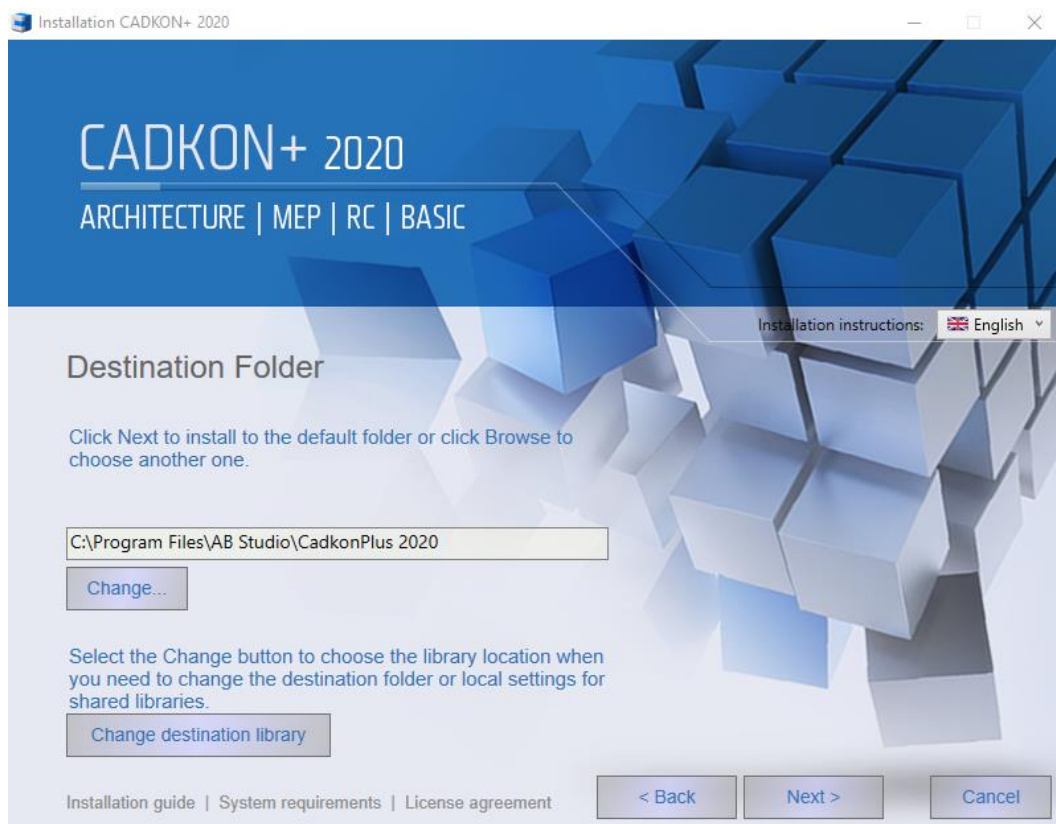 Installation CADKON+ 2020
CADKON+ 2020
ARCHITECTURE | MEP | RC | BASIC
Installation instructions: English
Destination Folder
Click Next to install to the default folder or click Browse to
choose another one.
C:\Program Files\AB Studio\CadkonPlus 2020
Change...
Select the Change button to choose the library location when
you need to change the destination folder or local settings for
shared libraries.
Change destination library
Installation guide | System requirements | License agreement
< Back Next > Cancel